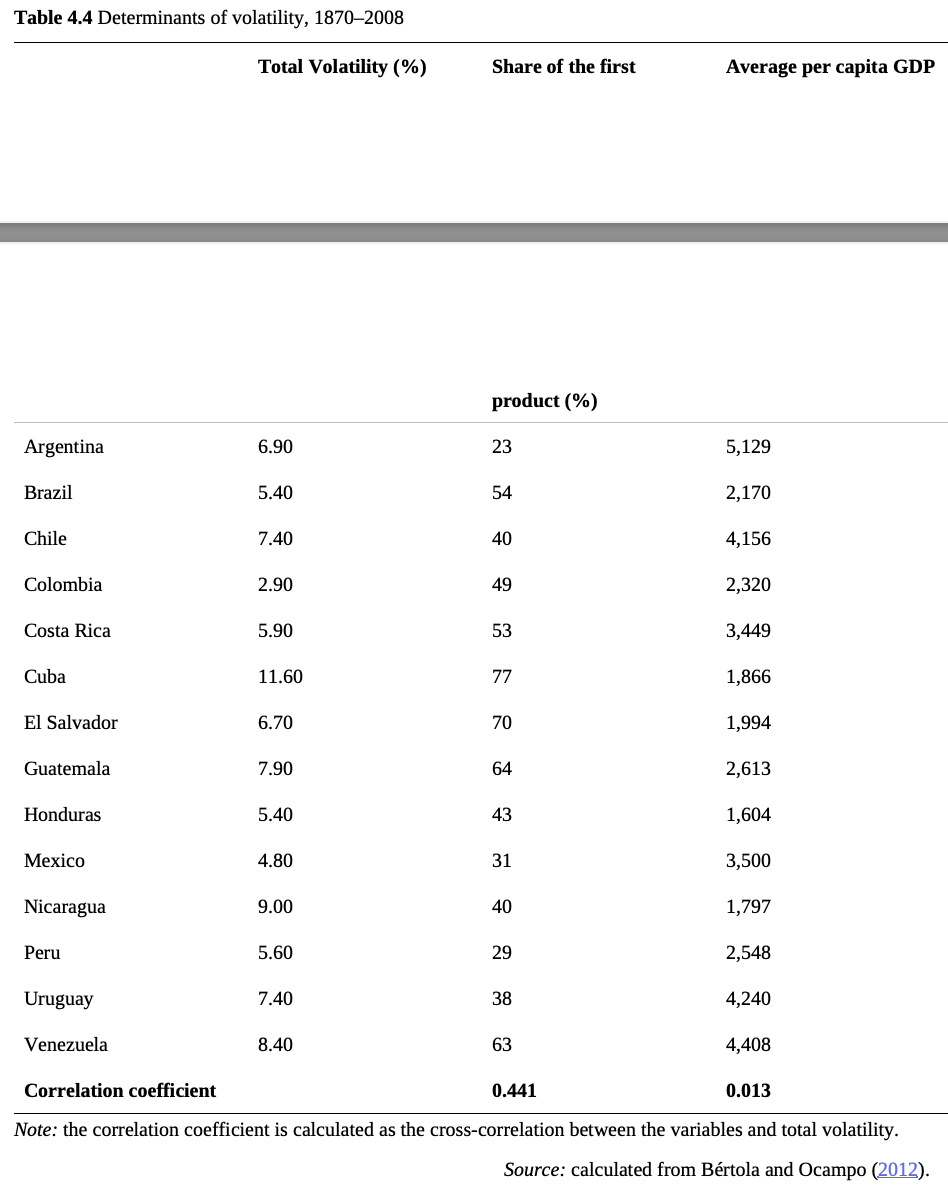 Table 4.4 Determinants of volatility, 1870–2008
Total Volatility (%) Share of the first Average per capita GDP
product (%)
Argentina 6.90 23 5,129
Brazil 5.40 54 2,170
Chile 7.40 40 4,156
Colombia 2.90 49 2,320
Costa Rica 5.90 53 3,449
Cuba 11.60 77 1,866
El Salvador 6.70 70 1,994
Guatemala 7.90 64 2,613
Honduras 5.40 43 1,604
Mexico 4.80 31 3,500
Nicaragua 9.00 40 1,797
Peru 5.60 29 2,548
Uruguay 7.40 38 4,240
Venezuela 8.40 63 4,408
Correlation coefficient 0.441 0.013
Note: the correlation coefficient is calculated as the cross-correlation between the variables and total volatility.
Source: calculated from Bértola and Ocampo (2012).